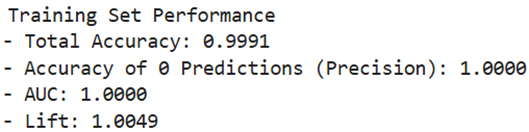 Training Set Performance
- Total Accuracy: 0.9991
- Accuracy of 0 Predictions (Precision): 1.0000
- AUC: 1.0000
- Lift: 1.0049